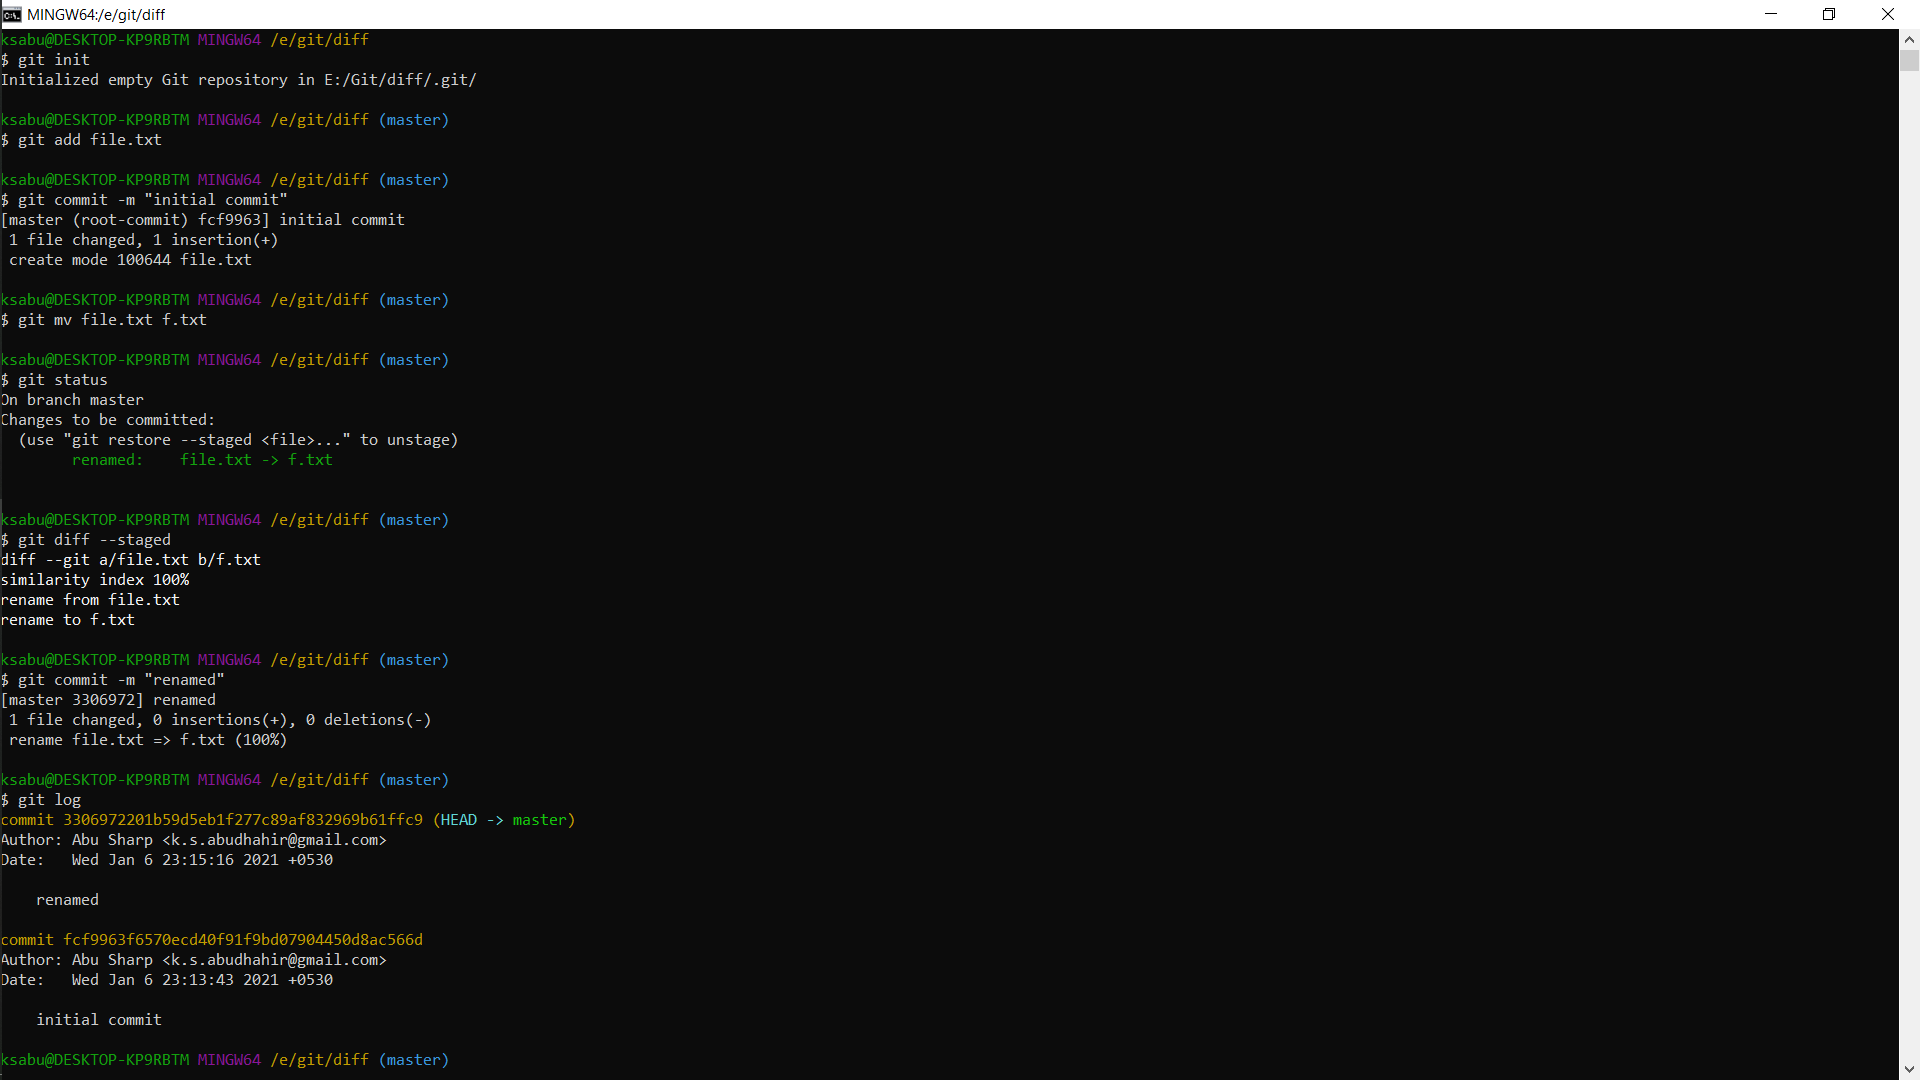 MINGW64:/e/git/diff
ksabu@DESKTOP-KP9RBTM MINGW64 /e/git/diff
$ git init
Initialized empty Git repository in E:/Git/diff/.git/
ksabu@DESKTOP-KP9RBTM MINGW64 /e/git/diff (master)
$ git add file.txt
ksabu@DESKTOP-KP9RBTM MINGW64 /e/git/diff (master)
$ git commit -m "initial commit"
[master (root-commit) fcf9963] initial commit
 1 file changed, 1 insertion(+)
 create mode 100644 file.txt
ksabu@DESKTOP-KP9RBTM MINGW64 /e/git/diff (master)
$ git mv file.txt f.txt
ksabu@DESKTOP-KP9RBTM MINGW64 /e/git/diff (master)
$ git status
On branch master
Changes to be committed:
  (use "git restore --staged <file>..." to unstage)
        renamed:    file.txt -> f.txt
ksabu@DESKTOP-KP9RBTM MINGW64 /e/git/diff (master)
$ git diff --staged
diff --git a/file.txt b/f.txt
similarity index 100%
rename from file.txt
rename to f.txt
ksabu@DESKTOP-KP9RBTM MINGW64 /e/git/diff (master)
$ git commit -m "renamed"
[master 3306972] renamed
 1 file changed, 0 insertions(+), 0 deletions(-)
 rename file.txt => f.txt (100%)
ksabu@DESKTOP-KP9RBTM MINGW64 /e/git/diff (master)
$ git log
commit 3306972201b59d5eb1f277c89af832969b61ffc9 (HEAD -> master)
Author: Abu Sharp <k.s.abudhahir@gmail.com>
Date:   Wed Jan 6 23:15:16 2021 +0530
    renamed
commit fcf9963f6570ecd40f91f9bd07904450d8ac566d
Author: Abu Sharp <k.s.abudhahir@gmail.com>
Date:   Wed Jan 6 23:13:43 2021 +0530
    initial commit
ksabu@DESKTOP-KP9RBTM MINGW64 /e/git/diff (master)